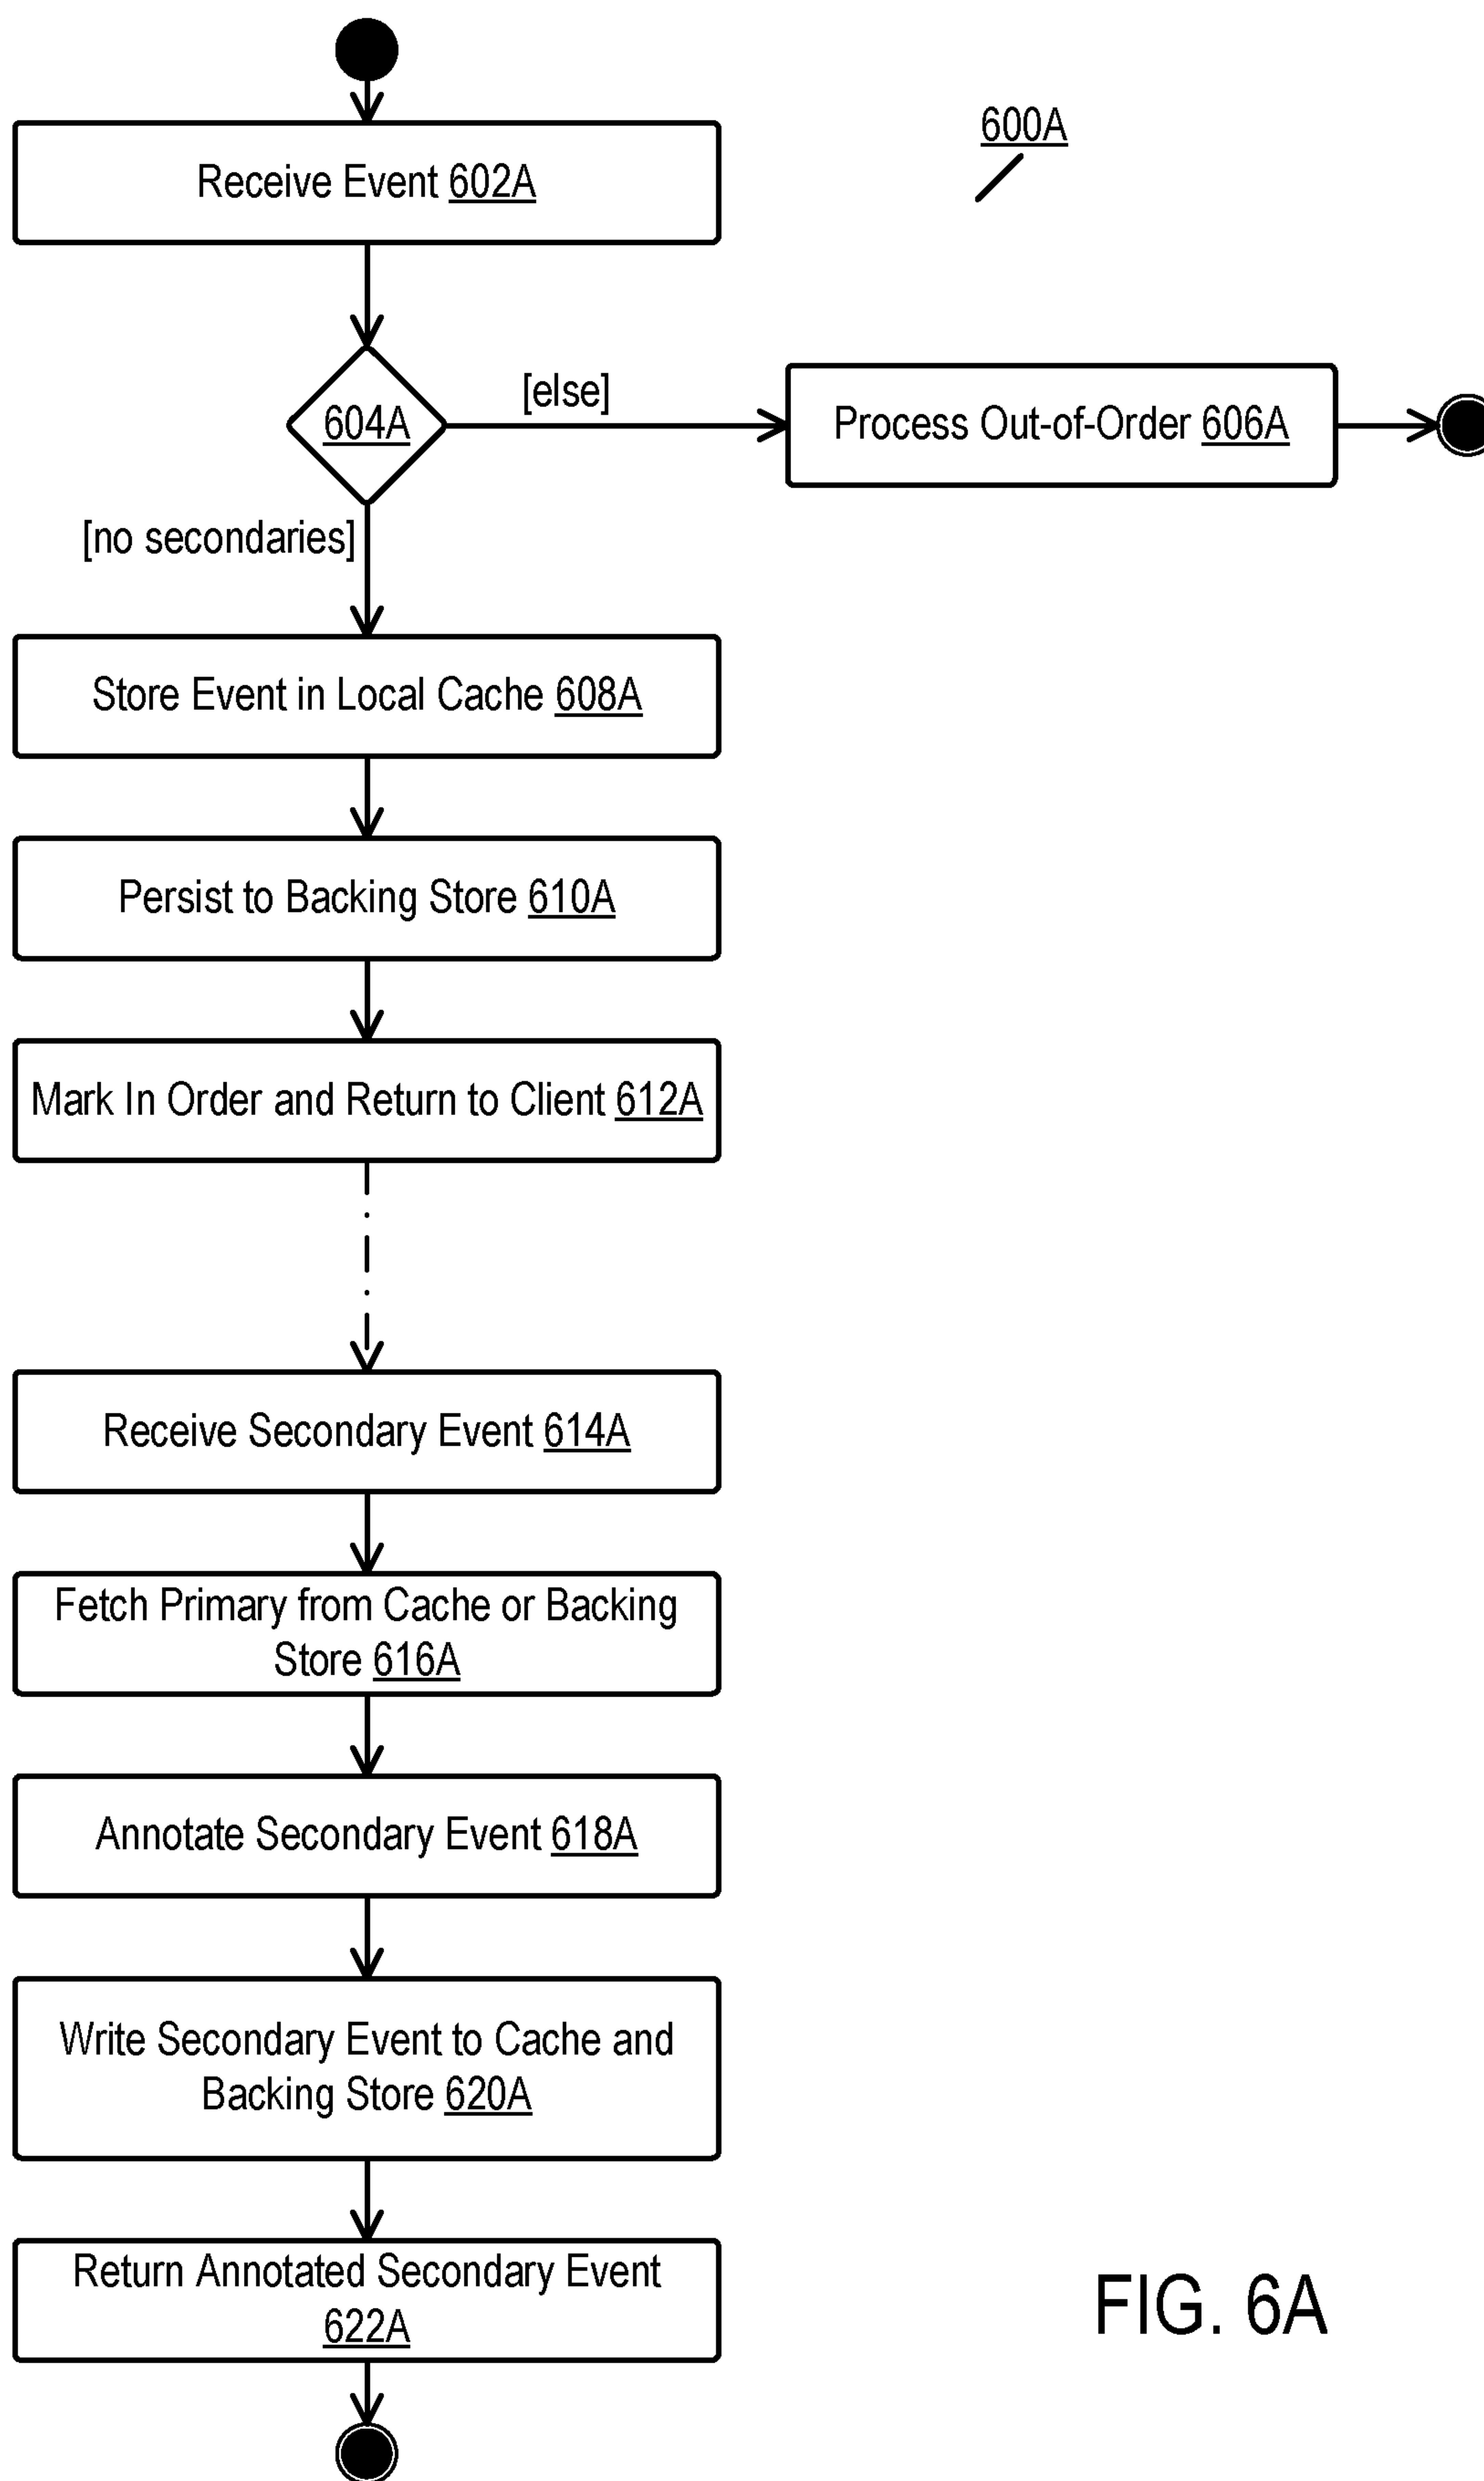 600A
Receive Event 602A
[else]
604A
Process Out-of-Order 606A
[no secondaries]
Store Event in Local Cache 608A
Persist to Backing Store 610A
Mark In Order and Return to Client 612A
Receive Secondary Event 614A
Fetch Primary from Cache or Backing
Store 616A
Annotate Secondary Event 618A
Write Secondary Event to Cache and
Backing Store 620A
Return Annotated Secondary Event
622A
FIG. 6A